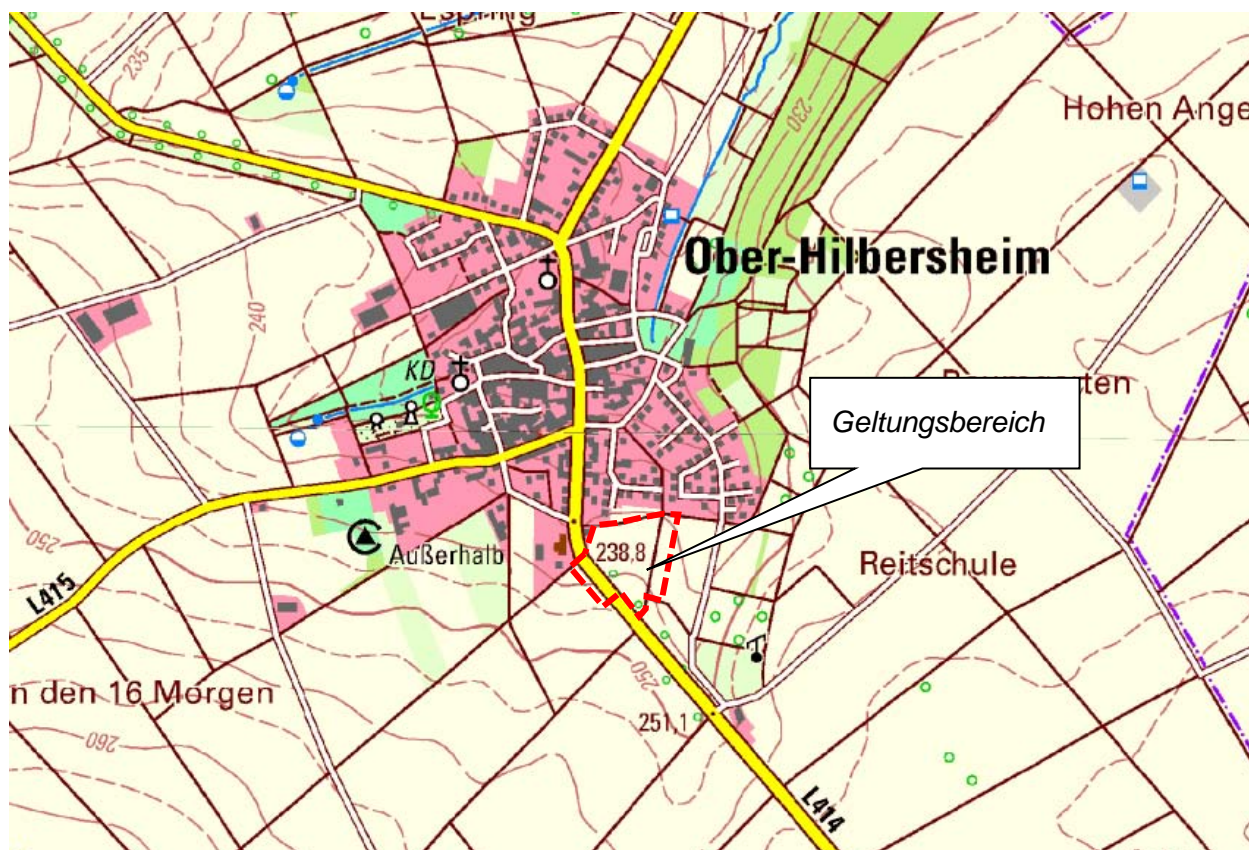 235
230
Hohen Ange
Ober-Hilbersheim
240
KD
Geltungsbereich
250
L415
Außerhalb
238,8
Reitschule
n den 16 Morgen
250
251,1
260
L414